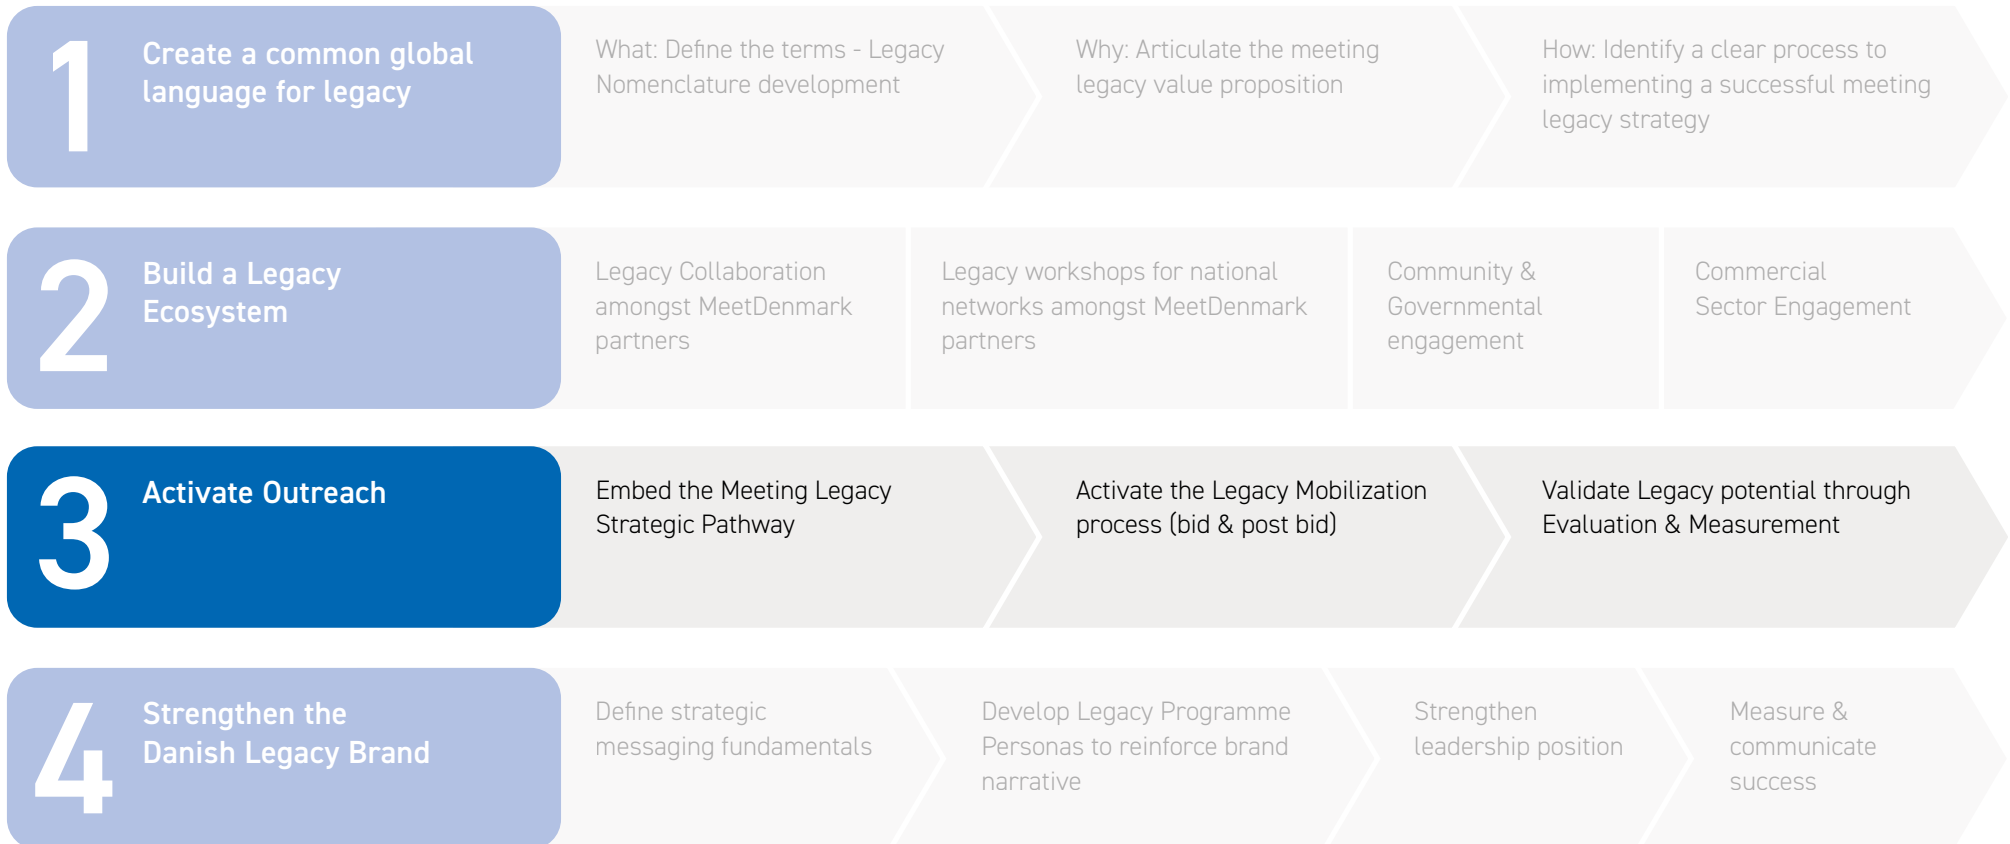 1
Create a common global
language for legacy
What: Define the terms - Legacy
Nomenclature development
Why: Articulate the meeting
legacy value proposition
How: Identify a clear process to
implementing a successful meeting
legacy strategy
2
Build a Legacy
Ecosystem
Legacy Collaboration
amongst MeetDenmark
partners
Legacy workshops for national
networks amongst MeetDenmark
partners
Community &
Governmental
engagement
Commercial
Sector Engagement
3
Activate Outreach
Embed the Meeting Legacy
Strategic Pathway
Activate the Legacy Mobilization
process (bid & post bid)
Validate Legacy potential through
Evaluation & Measurement
4
Strengthen the
Danish Legacy Brand
Define strategic
messaging fundamentals
Develop Legacy Programme
Personas to reinforce brand
narrative
Strengthen
leadership position
Measure &
communicate
success